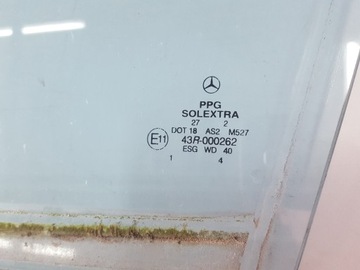 PPG
SOLEXTRA
27 2
DOT 18 AS2 M527
E11 43R-000262
ESG WD 40
1 4